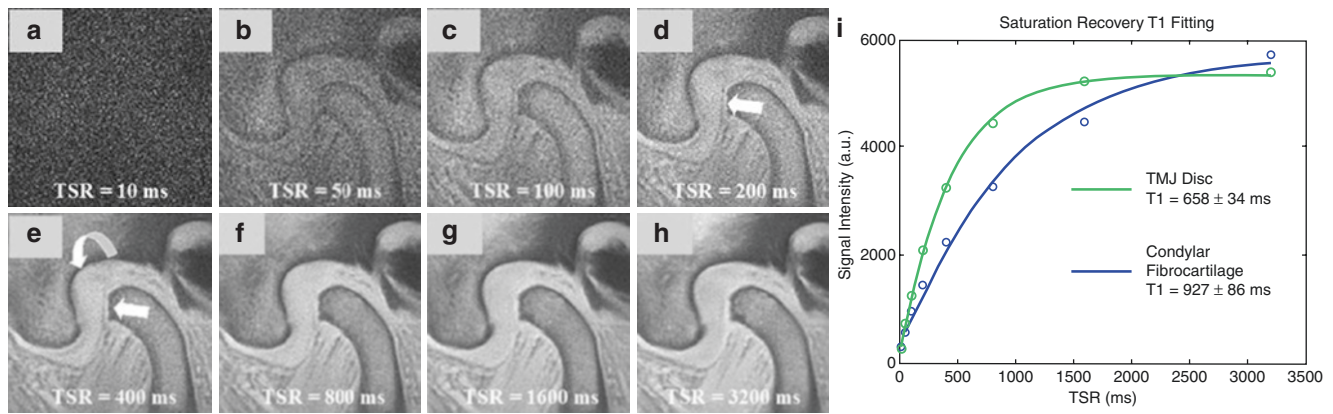 a
TSR = 10 ms
b
TSR = 50 ms
c
TSR = 100 ms
d
TSR = 200 ms
e
TSR = 400 ms
f
TSR = 800 ms
g
TSR = 1600 ms
h
TSR = 3200 ms
i
Saturation Recovery T1 Fitting
Signal Intensity (a.u.)
6000
4000
2000
0
TMJ Disc
T1 = 658 ± 34 ms
Condylar
Fibrocartilage
T1 = 927 ± 86 ms
0 500 1000 1500 2000 2500 3000 3500
TSR (ms)